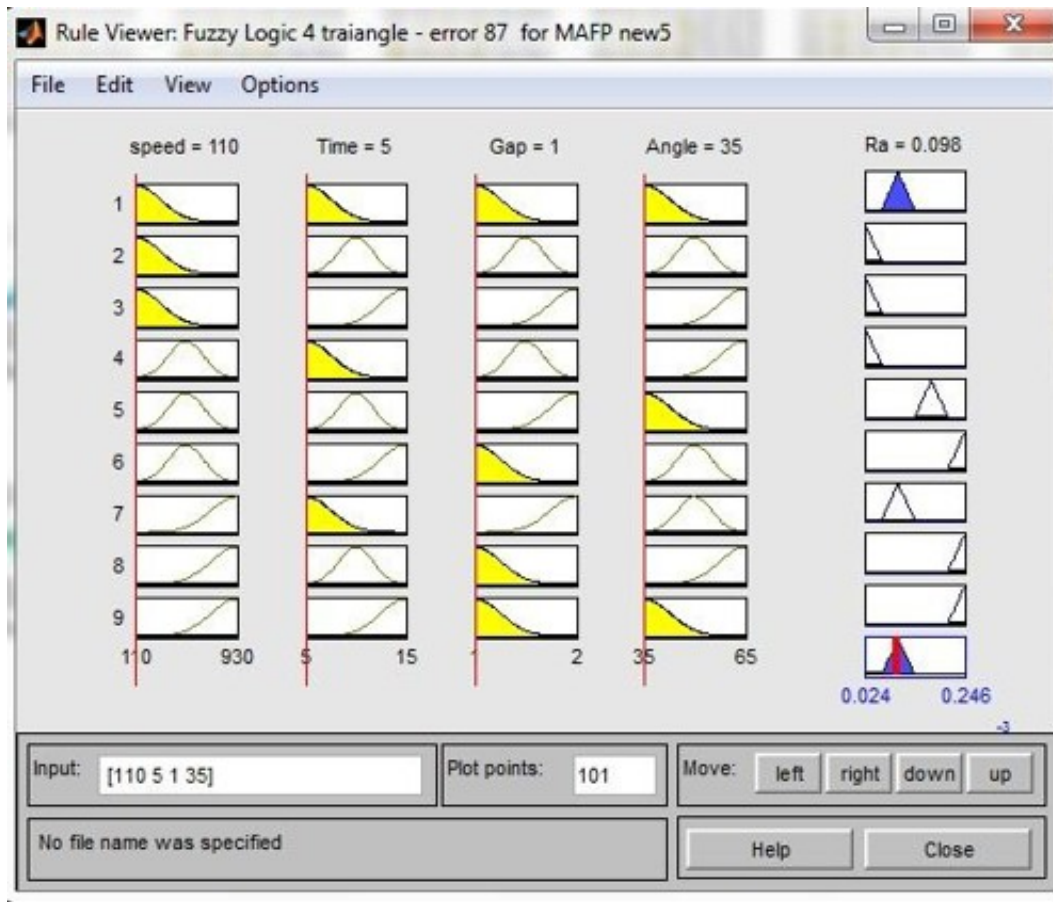 Rule Viewer: Fuzzy Logic 4 traiangle - error 87 for MAFP new5
File Edit View Options
speed = 110 Time = 5 Gap = 1 Angle = 35 Ra = 0.098
1
2
3
4
5
6
7
8
9
110 930 5 15 1 2 35 65
0.024 0.246
-3
Input: [110 5 1 35] Plot points: 101 Move: left right down up
No file name was specified Help Close